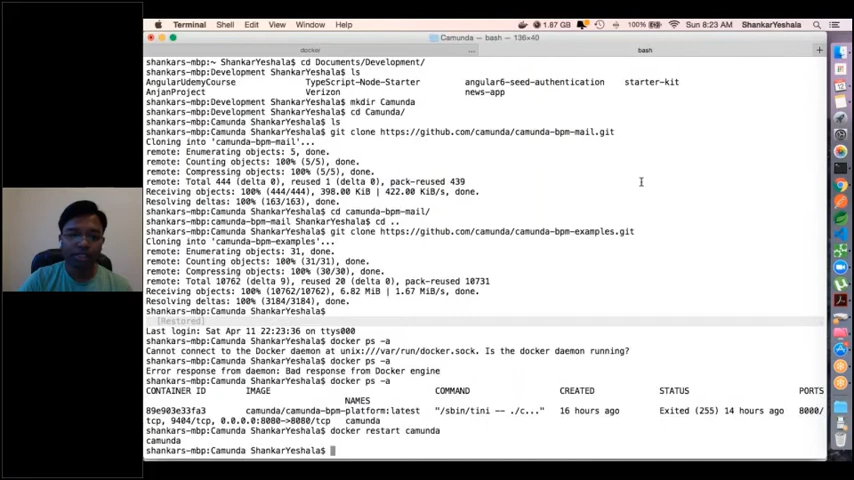 Terminal Shell Edit View Window Help 1.87 GB 100% Sun 8:23 AM ShankarYeshala
Camunda — bash — 136×40
docker bash
shankars-mbp:~ ShankarYeshala$ cd Documents/Development/
shankars-mbp:Development ShankarYeshala$ ls
AngularUdemyCourse TypeScript-Node-Starter angular6-seed-authentication starter-kit
AnjanProject Verizon news-app
shankars-mbp:Development ShankarYeshala$ mkdir Camunda
shankars-mbp:Development ShankarYeshala$ cd Camunda/
shankars-mbp:Camunda ShankarYeshala$ ls
shankars-mbp:Camunda ShankarYeshala$ git clone https://github.com/camunda/camunda-bpm-mail.git
Cloning into 'camunda-bpm-mail'...
remote: Enumerating objects: 5, done.
remote: Counting objects: 100% (5/5), done.
remote: Compressing objects: 100% (5/5), done.
remote: Total 444 (delta 0), reused 1 (delta 0), pack-reused 439
Receiving objects: 100% (444/444), 398.00 KiB | 422.00 KiB/s, done.
Resolving deltas: 100% (163/163), done.
shankars-mbp:Camunda ShankarYeshala$ cd camunda-bpm-mail/
shankars-mbp:camunda-bpm-mail ShankarYeshala$ cd ..
shankars-mbp:Camunda ShankarYeshala$ git clone https://github.com/camunda/camunda-bpm-examples.git
Cloning into 'camunda-bpm-examples'...
remote: Enumerating objects: 31, done.
remote: Counting objects: 100% (31/31), done.
remote: Compressing objects: 100% (30/30), done.
remote: Total 10762 (delta 9), reused 20 (delta 0), pack-reused 10731
Receiving objects: 100% (10762/10762), 6.82 MiB | 1.67 MiB/s, done.
Resolving deltas: 100% (3184/3184), done.
shankars-mbp:Camunda ShankarYeshala$
[Restored]
Last login: Sat Apr 11 22:23:36 on ttys000
shankars-mbp:Camunda ShankarYeshala$ docker ps -a
Cannot connect to the Docker daemon at unix:///var/run/docker.sock. Is the docker daemon running?
shankars-mbp:Camunda ShankarYeshala$ docker ps -a
Error response from daemon: Bad response from Docker engine
shankars-mbp:Camunda ShankarYeshala$ docker ps -a
CONTAINER ID IMAGE COMMAND CREATED STATUS PORTS
NAMES
89e903e33fa3 camunda/camunda-bpm-platform:latest "/sbin/tini -- ./c..." 16 hours ago Exited (255) 14 hours ago 8000/
tcp, 9404/tcp, 0.0.0.0:8080->8080/tcp camunda
shankars-mbp:Camunda ShankarYeshala$ docker restart camunda
camunda
shankars-mbp:Camunda ShankarYeshala$